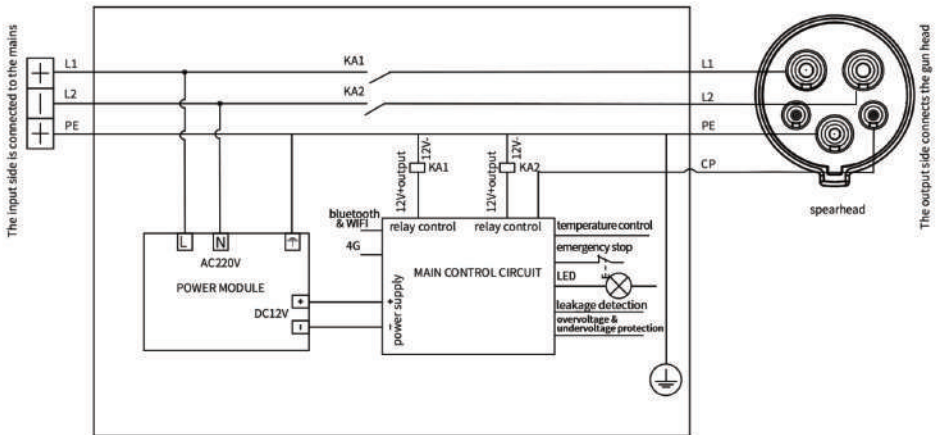 The input side is connected to the mains
L1
L2
PE
KA1
KA2
L1
L2
PE
CP
12V+output
12V-
KA1
12V+output
12V-
KA2
spearhead
The output side connects the gun head
L
N
AC220V
POWER MODULE
DC12V
+
-
bluetooth
& WIFI
4G
relay control
relay control
MAIN CONTROL CIRCUIT
+
power supply
-
temperature control
emergency stop
LED
leakage detection
overvoltage &
undervoltage protection